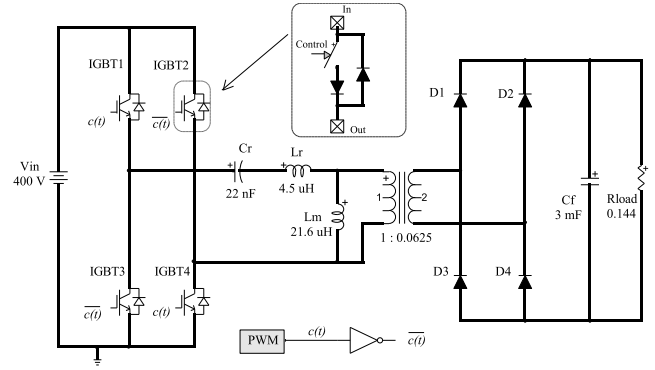 In
Control
Out
IGBT1
IGBT2
c(t)
c(t)
Vin
400 V
Cr
22 nF
Lr
4.5 uH
Lm
21.6 uH
1
2
1 : 0.0625
D1
D2
D3
D4
Cf
3 mF
Rload
0.144
IGBT3
IGBT4
c(t)
c(t)
PWM
c(t)
c(t)